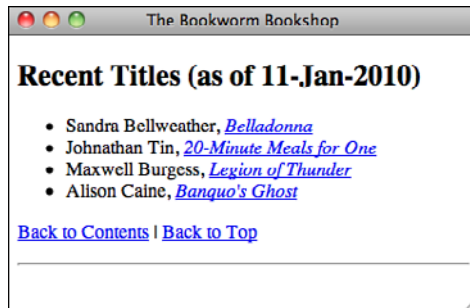 The Bookworm Bookshop
Recent Titles (as of 11-Jan-2010)
• Sandra Bellweather, Belladonna
• Johnathan Tin, 20-Minute Meals for One
• Maxwell Burgess, Legion of Thunder
• Alison Caine, Banquo's Ghost
Back to Contents | Back to Top